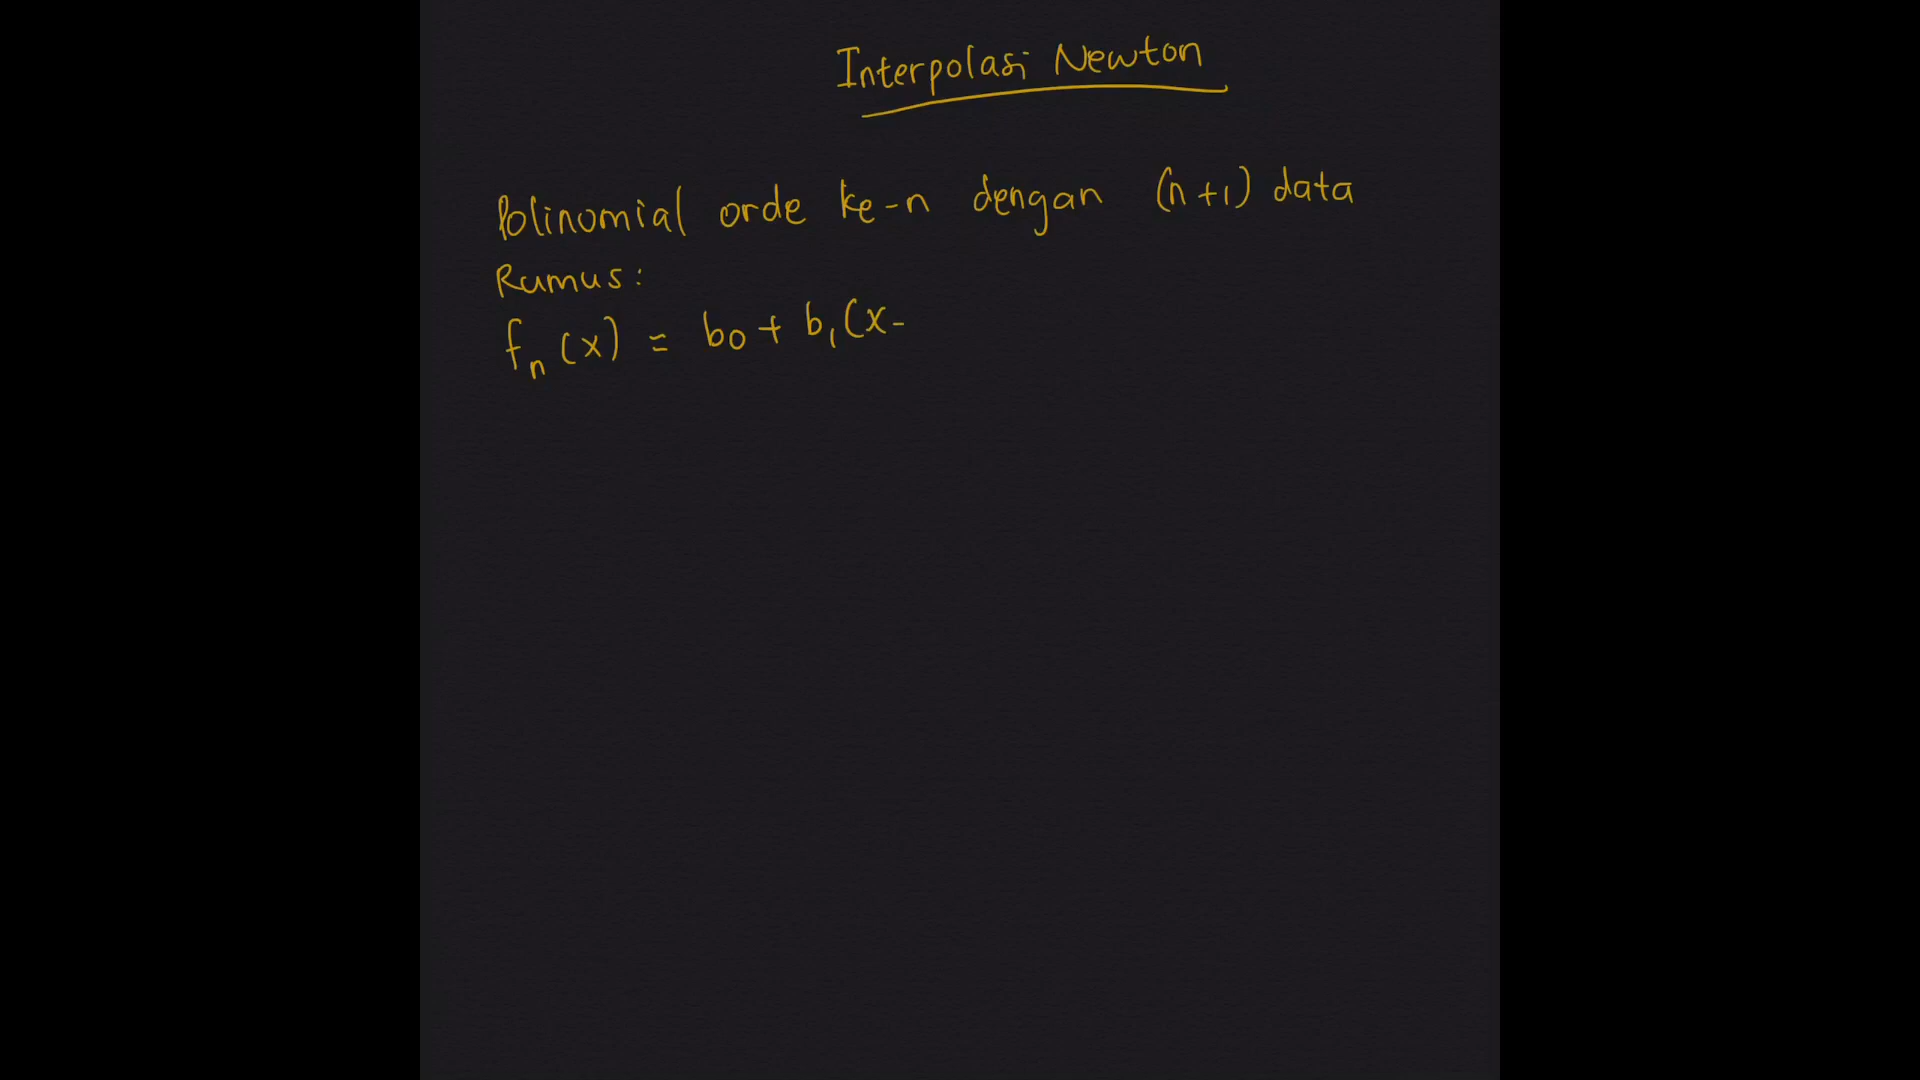 Interpolasi Newton
Polinomial orde ke-n dengan (n+1) data
Rumus:
fₙ(x) = b0 + b₁(x-